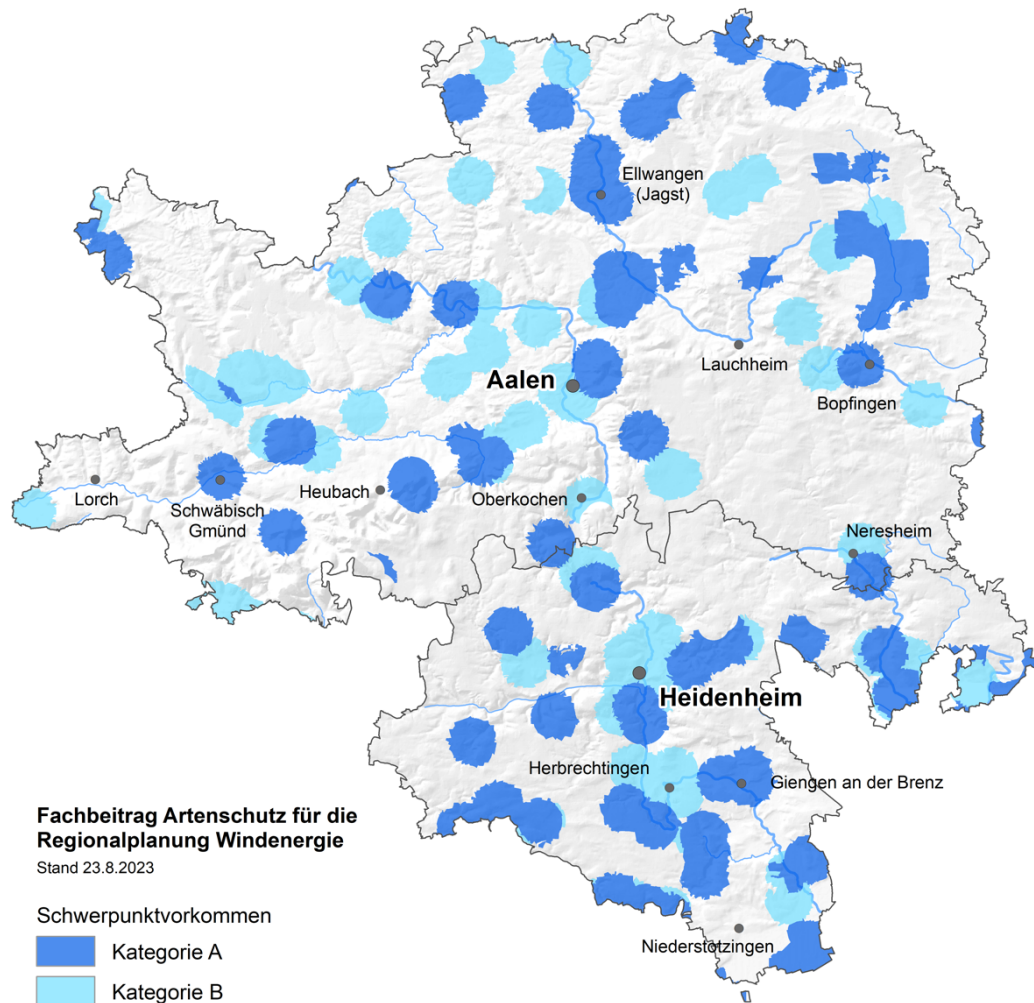 Ellwangen
(Jagst)
Lauchheim
Aalen
Bopfingen
Lorch
Schwäbisch
Gmünd
Heubach
Oberkochen
Neresheim
Heidenheim
Herbrechtingen
Giengen an der Brenz
Niederstotzingen
Fachbeitrag Artenschutz für die
Regionalplanung Windenergie
Stand 23.8.2023
Schwerpunktvorkommen
Kategorie A
Kategorie B